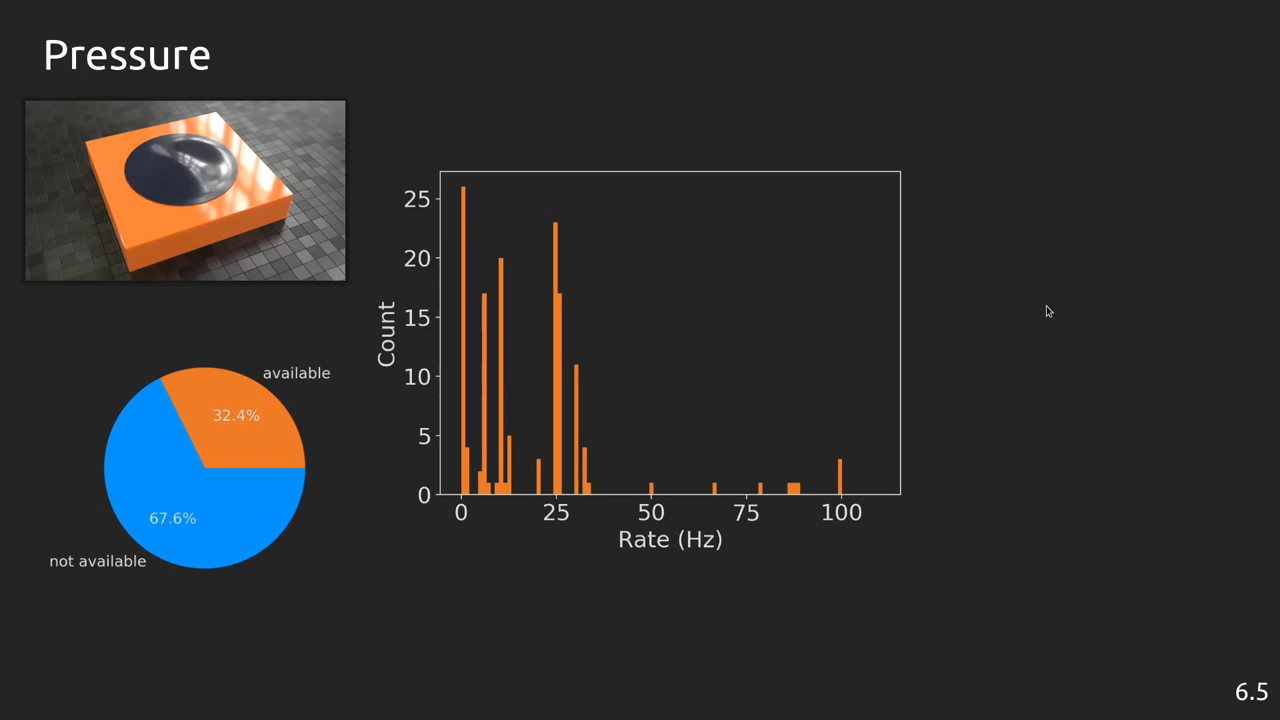 Pressure
available
32.4%
67.6%
not available
Count
25
20
15
10
5
0
0 25 50 75 100
Rate (Hz)
6.5